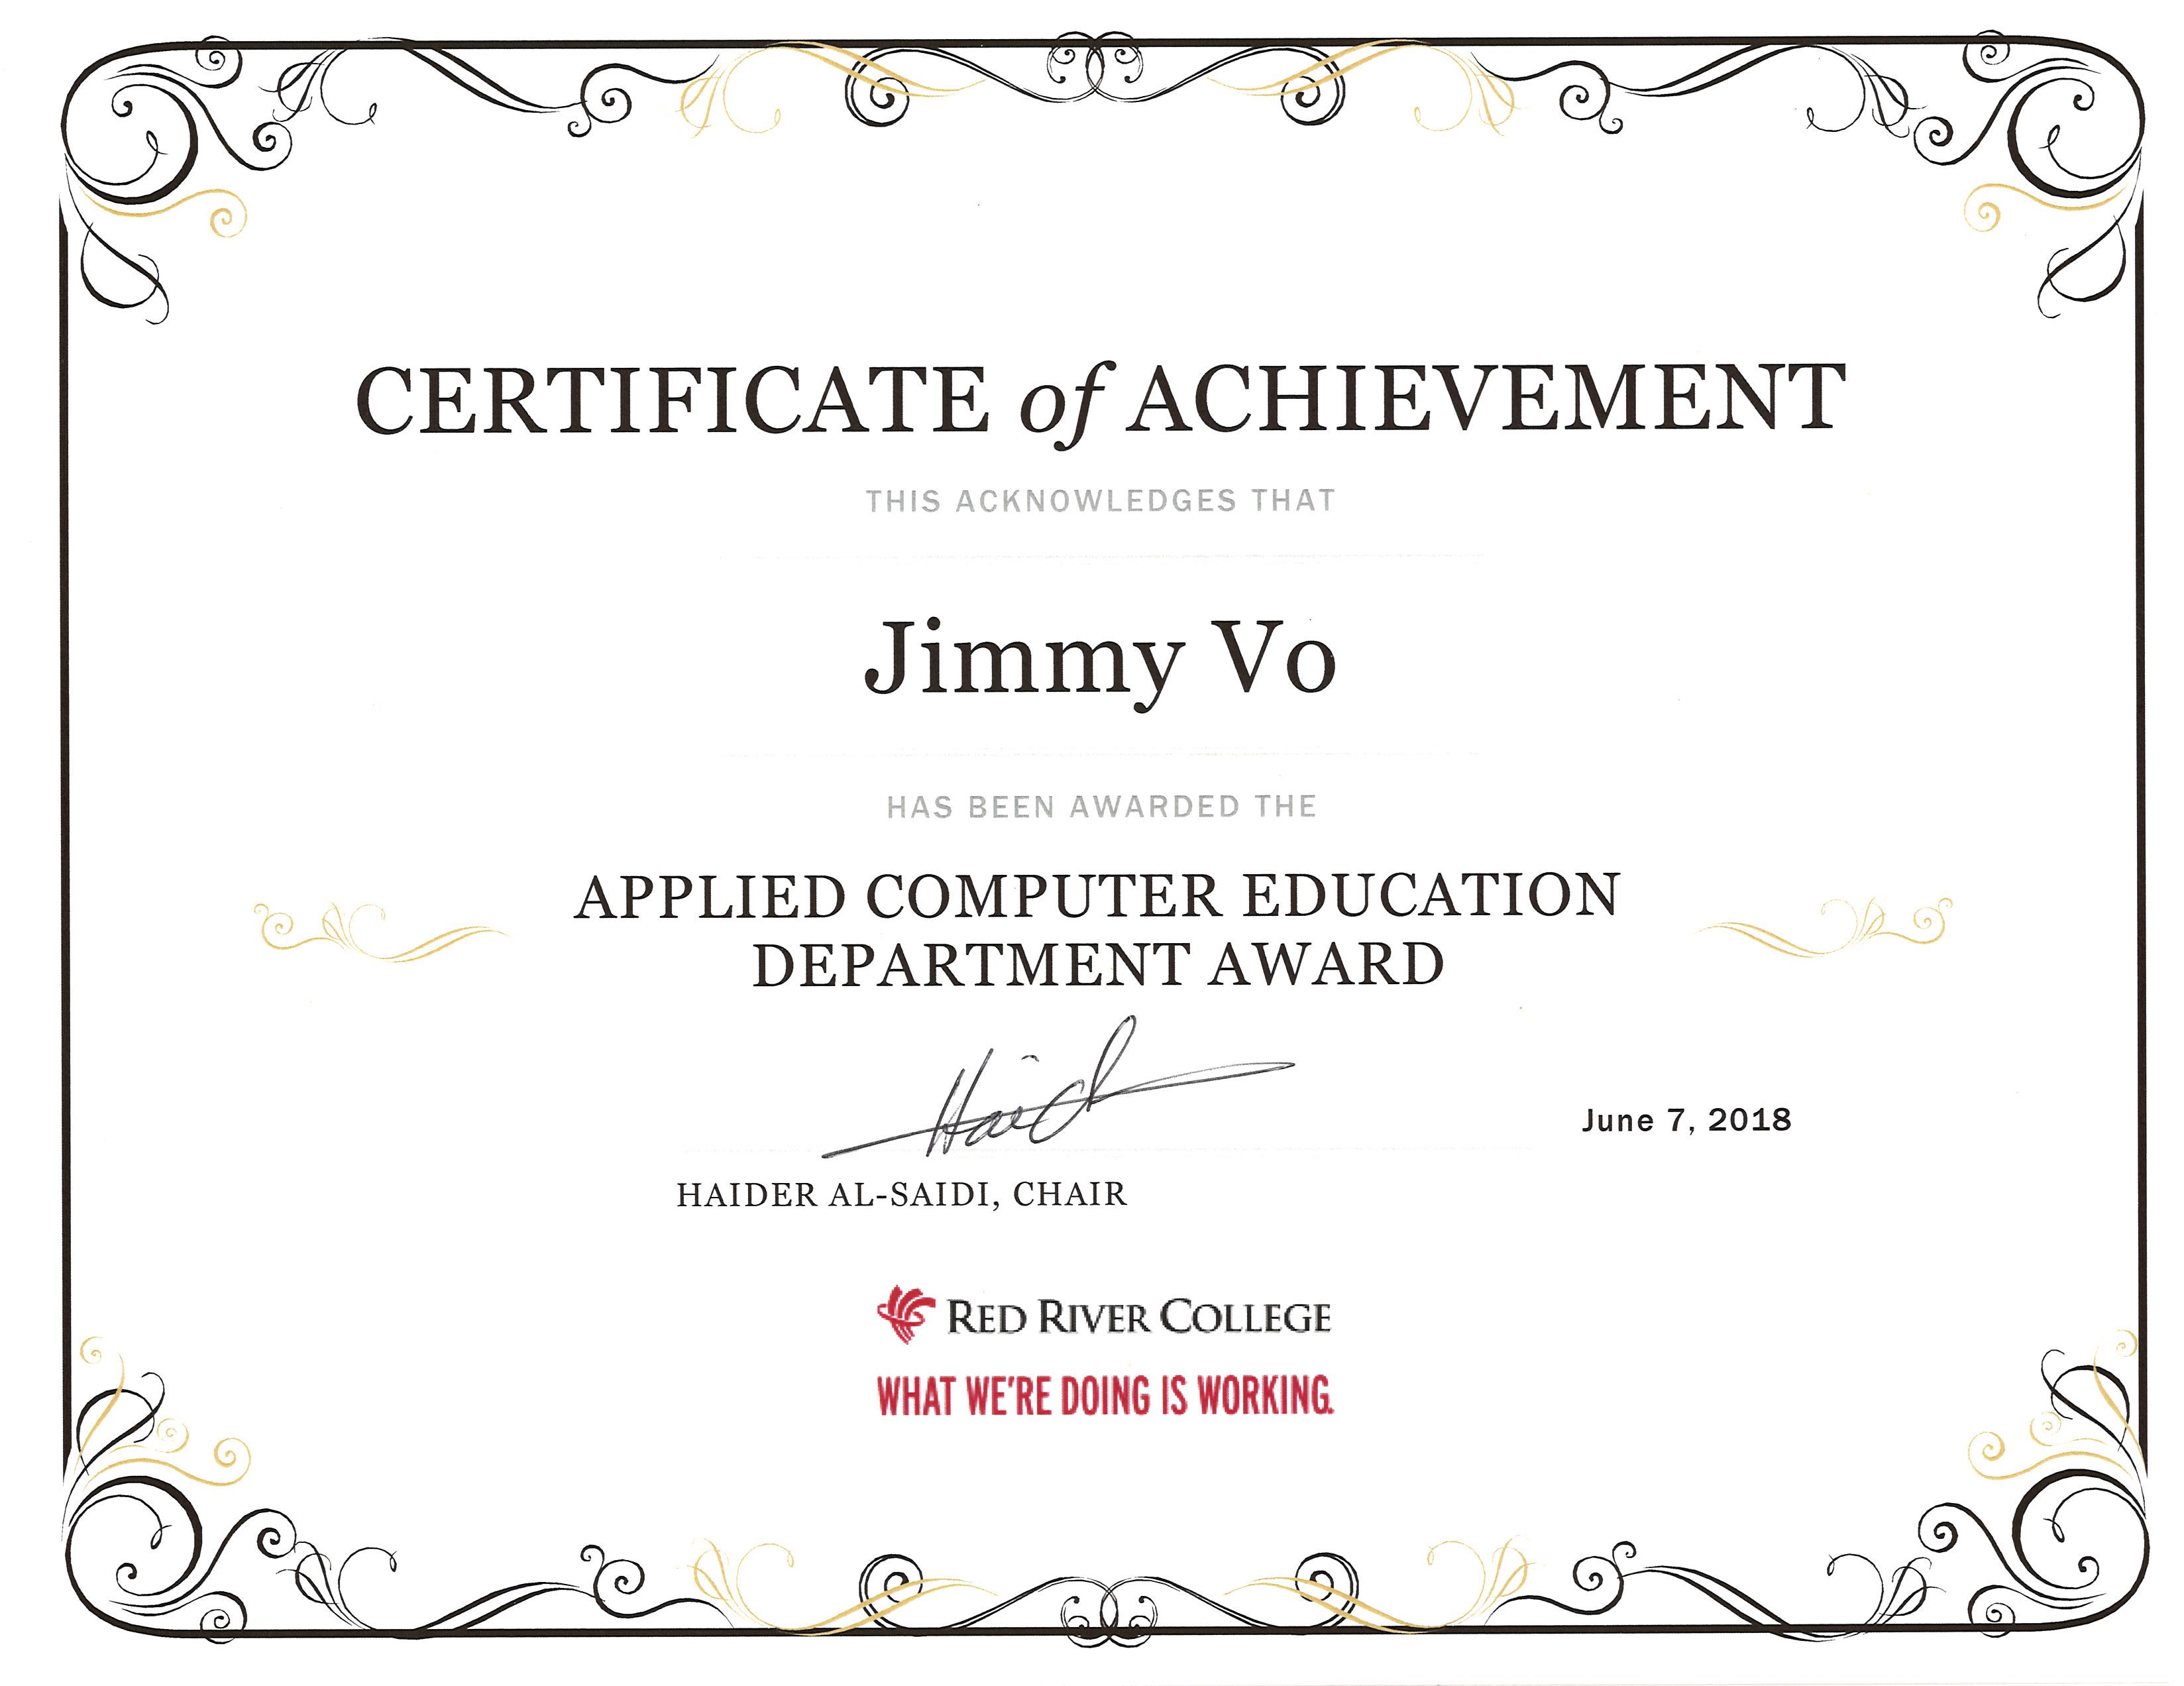 CERTIFICATE of ACHIEVEMENT
THIS ACKNOWLEDGES THAT
Jimmy Vo
HAS BEEN AWARDED THE
APPLIED COMPUTER EDUCATION
DEPARTMENT AWARD
Haider
June 7, 2018
HAIDER AL-SAIDI, CHAIR
RED RIVER COLLEGE
WHAT WE'RE DOING IS WORKING.